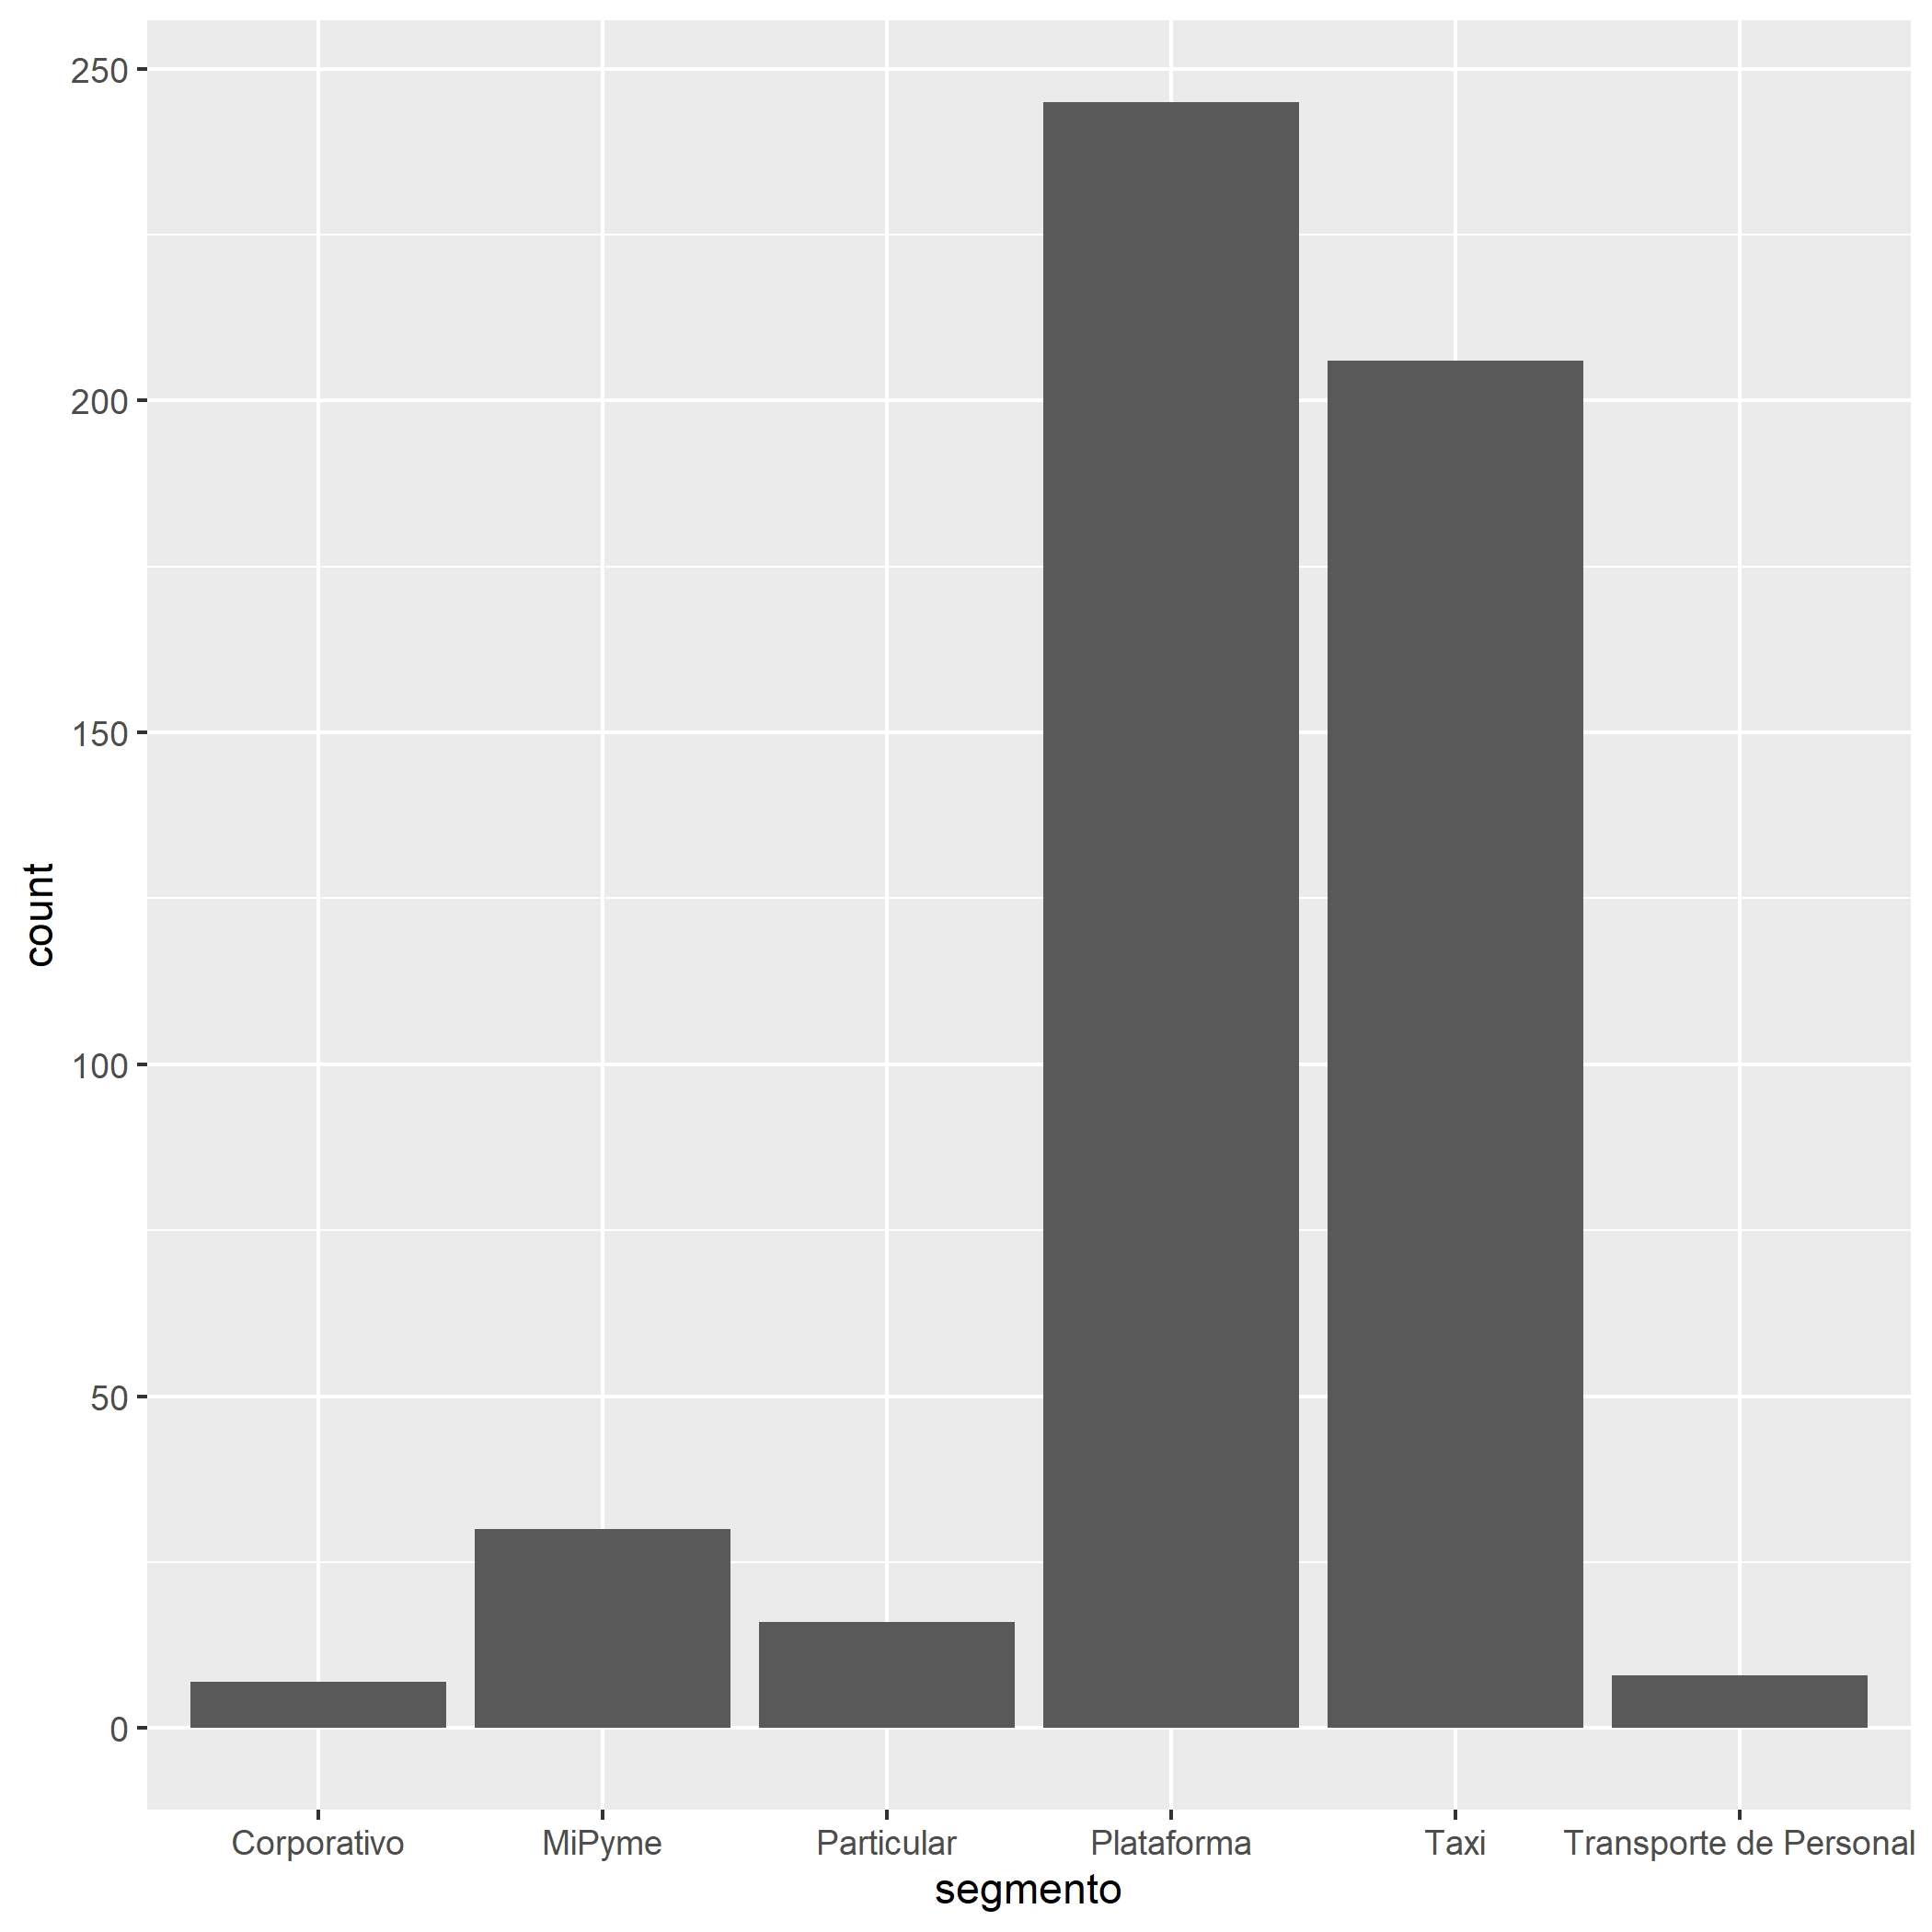 250
200
150
100
50
0
count
Corporativo MiPyme Particular Plataforma Taxi Transporte de Personal
segmento